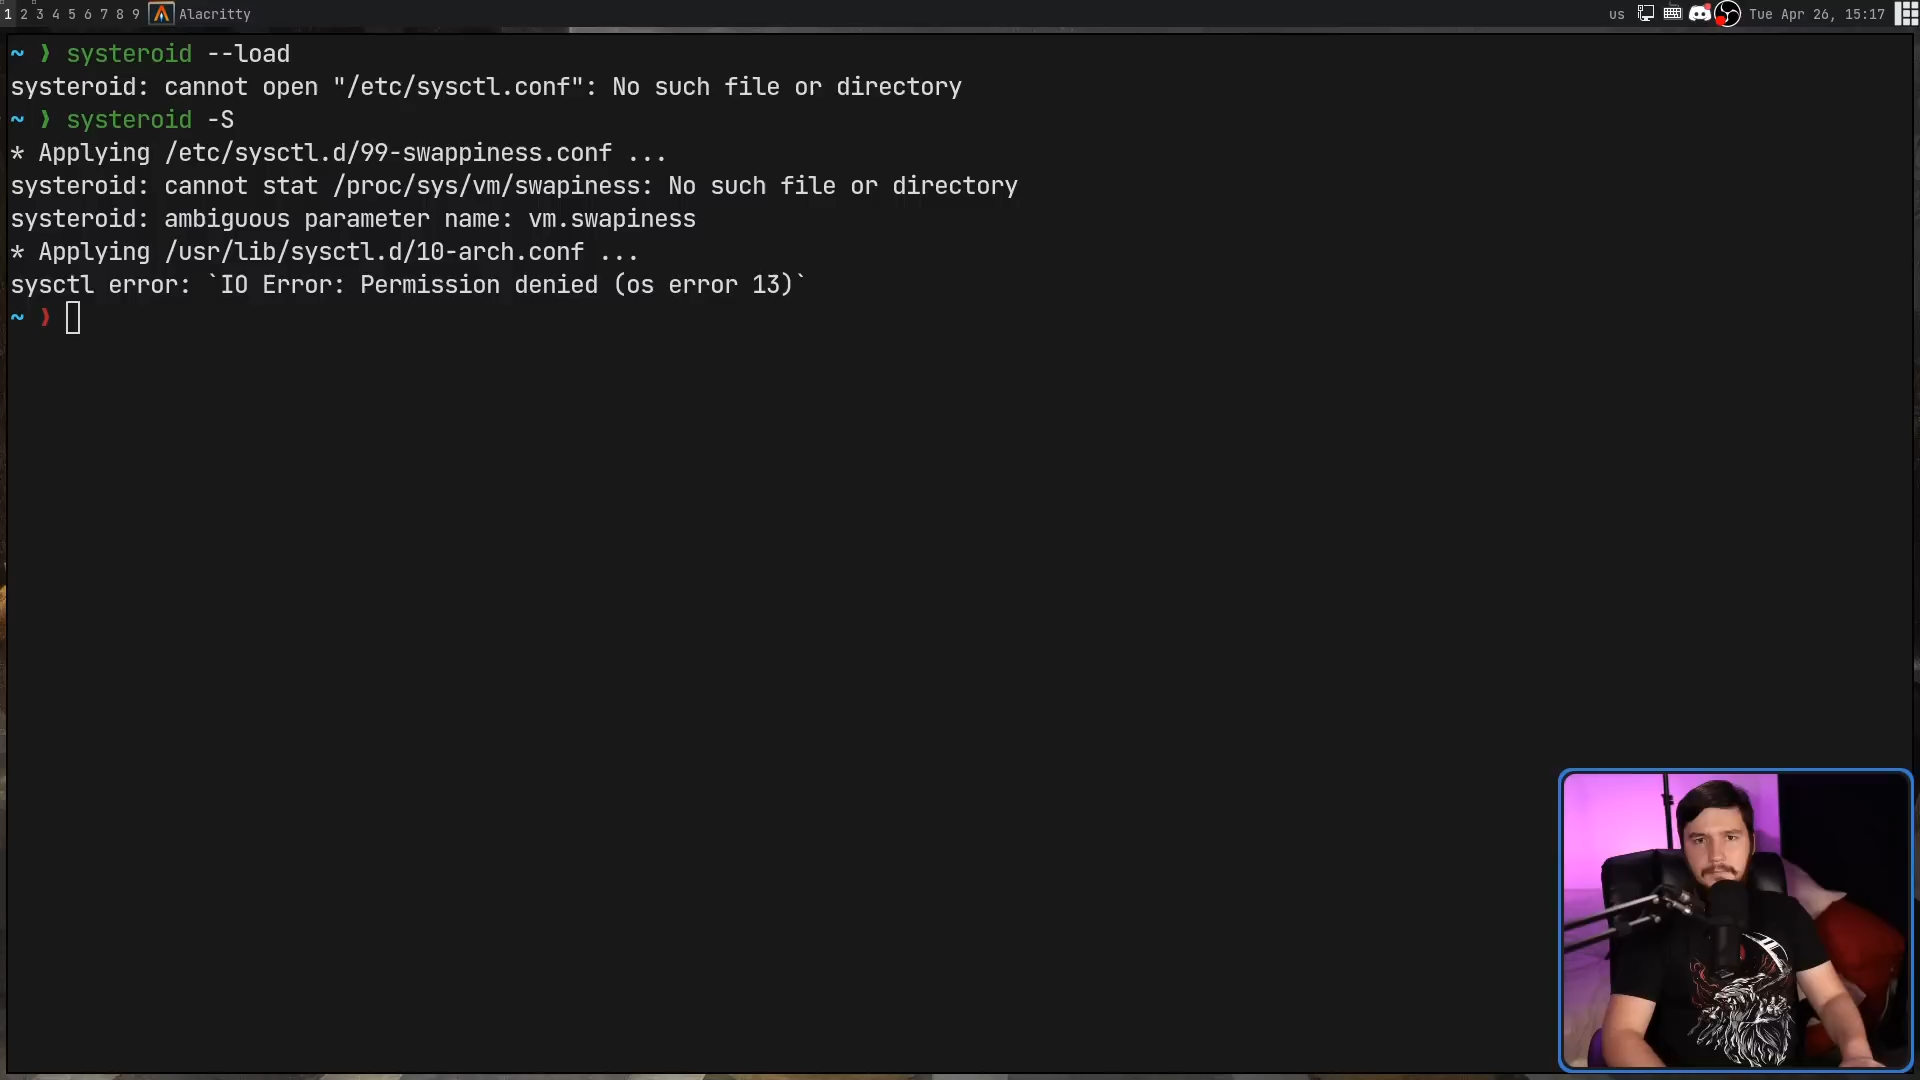 1 2 3 4 5 6 7 8 9 Alacritty us Tue Apr 26, 15:17
~ ❯ systeroid --load
systeroid: cannot open "/etc/sysctl.conf": No such file or directory
~ ❯ systeroid -S
* Applying /etc/sysctl.d/99-swappiness.conf ...
systeroid: cannot stat /proc/sys/vm/swapiness: No such file or directory
systeroid: ambiguous parameter name: vm.swapiness
* Applying /usr/lib/sysctl.d/10-arch.conf ...
sysctl error: `IO Error: Permission denied (os error 13)`
~ ❯